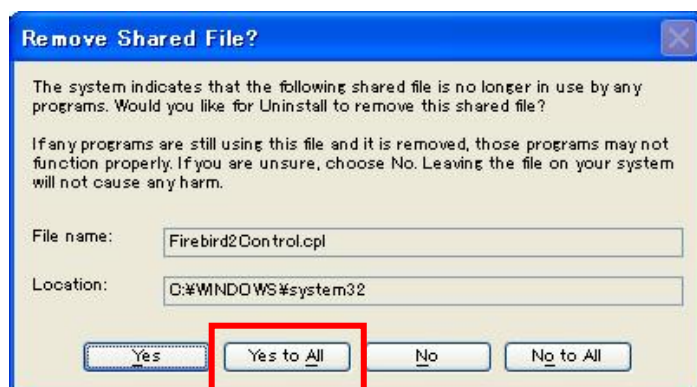 Remove Shared File?
The system indicates that the following shared file is no longer in use by any
programs. Would you like for Uninstall to remove this shared file?
If any programs are still using this file and it is removed, those programs may not
function properly. If you are unsure, choose No. Leaving the file on your system
will not cause any harm.
File name: Firebird2Control.cpl
Location: C:¥WINDOWS¥system32
Yes Yes to All No No to All